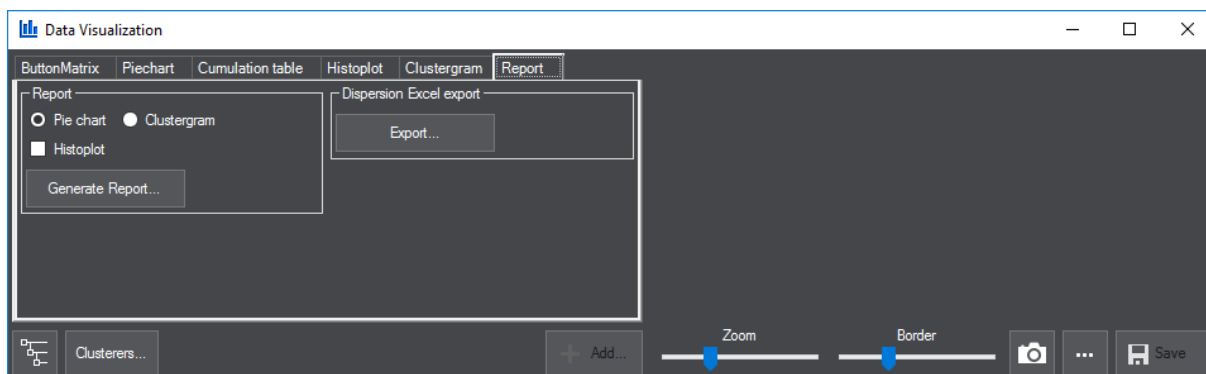 Data Visualization
ButtonMatrix Piechart Cumulation table Histoplot Clustergram Report
Report
Pie chart Clustergram
Histoplot
Generate Report...
Dispersion Excel export
Export...
Clusterers...
Add...
Zoom
Border
...
Save